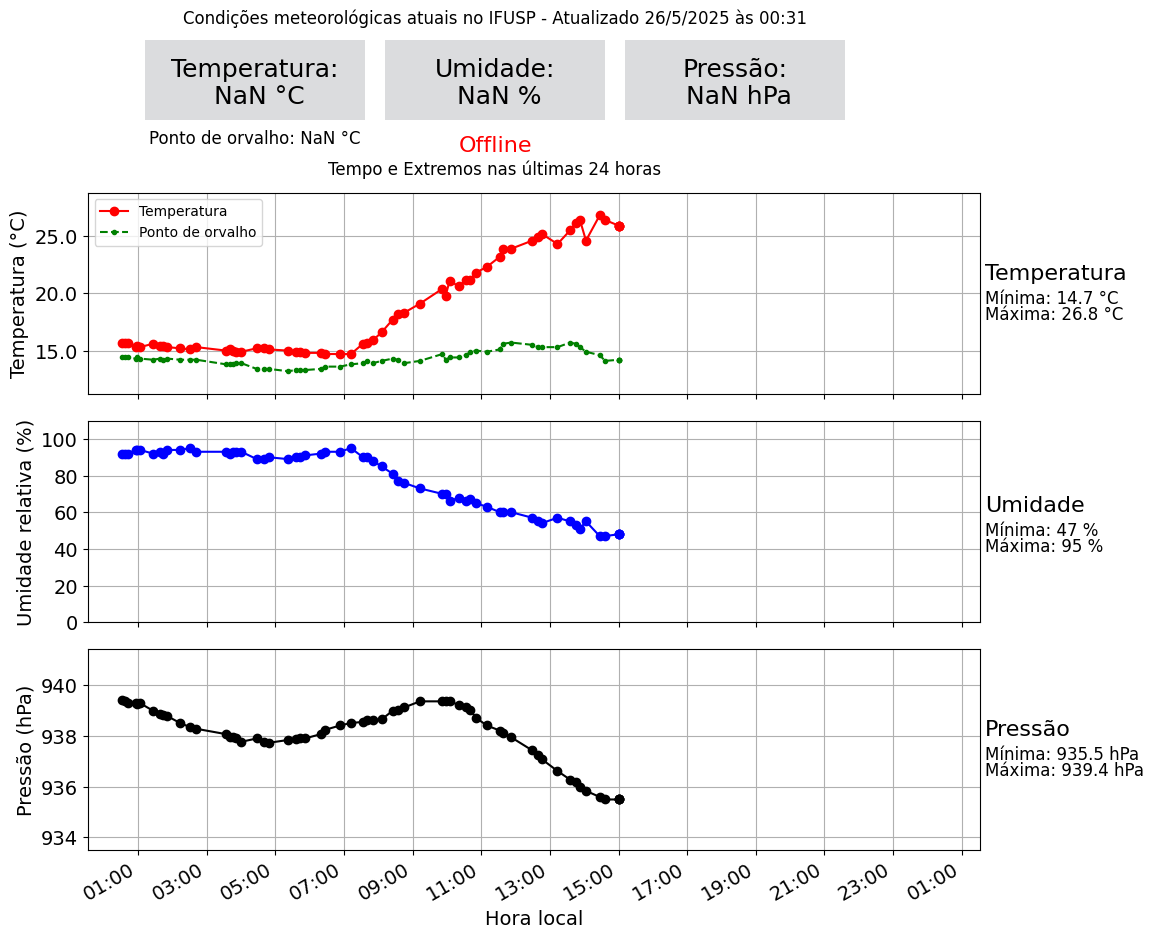 Condições meteorológicas atuais no IFUSP - Atualizado 26/5/2025 às 00:31
Temperatura:
NaN °C
Umidade:
NaN %
Pressão:
NaN hPa
Ponto de orvalho: NaN °C
Offline
Tempo e Extremos nas últimas 24 horas
Temperatura (°C)
25.0
20.0
15.0
Temperatura
Ponto de orvalho
Temperatura
Mínima: 14.7 °C
Máxima: 26.8 °C
Umidade relativa (%)
100
80
60
40
20
0
Umidade
Mínima: 47 %
Máxima: 95 %
Pressão (hPa)
940
938
936
934
Pressão
Mínima: 935.5 hPa
Máxima: 939.4 hPa
01:00
03:00
05:00
07:00
09:00
11:00
13:00
15:00
17:00
19:00
21:00
23:00
01:00
Hora local